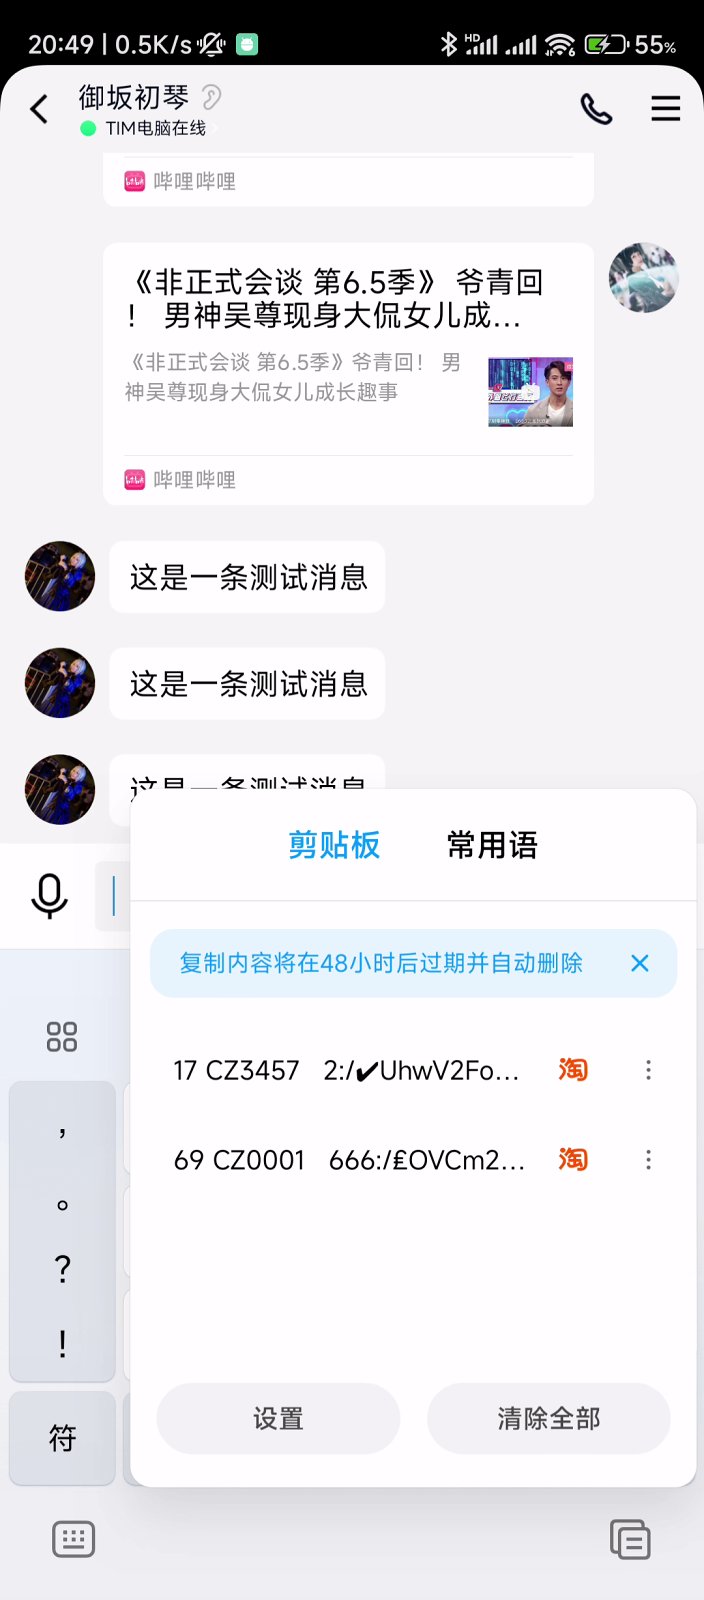 20:49 | 0.5K/s
HD
6
55%
御坂初琴
TIM电脑在线
哔哩哔哩
《非正式会谈 第6.5季》 爷青回
！ 男神吴尊现身大侃女儿成...
《非正式会谈 第6.5季》爷青回！ 男
神吴尊现身大侃女儿成长趣事
哔哩哔哩
这是一条测试消息
这是一条测试消息
这是一条测试消息
剪贴板 常用语
复制内容将在48小时后过期并自动删除
17 CZ3457 2:/✔UhwV2Fo... 淘
69 CZ0001 666:/₤OVCm2... 淘
设置 清除全部
，
。
？
！
符